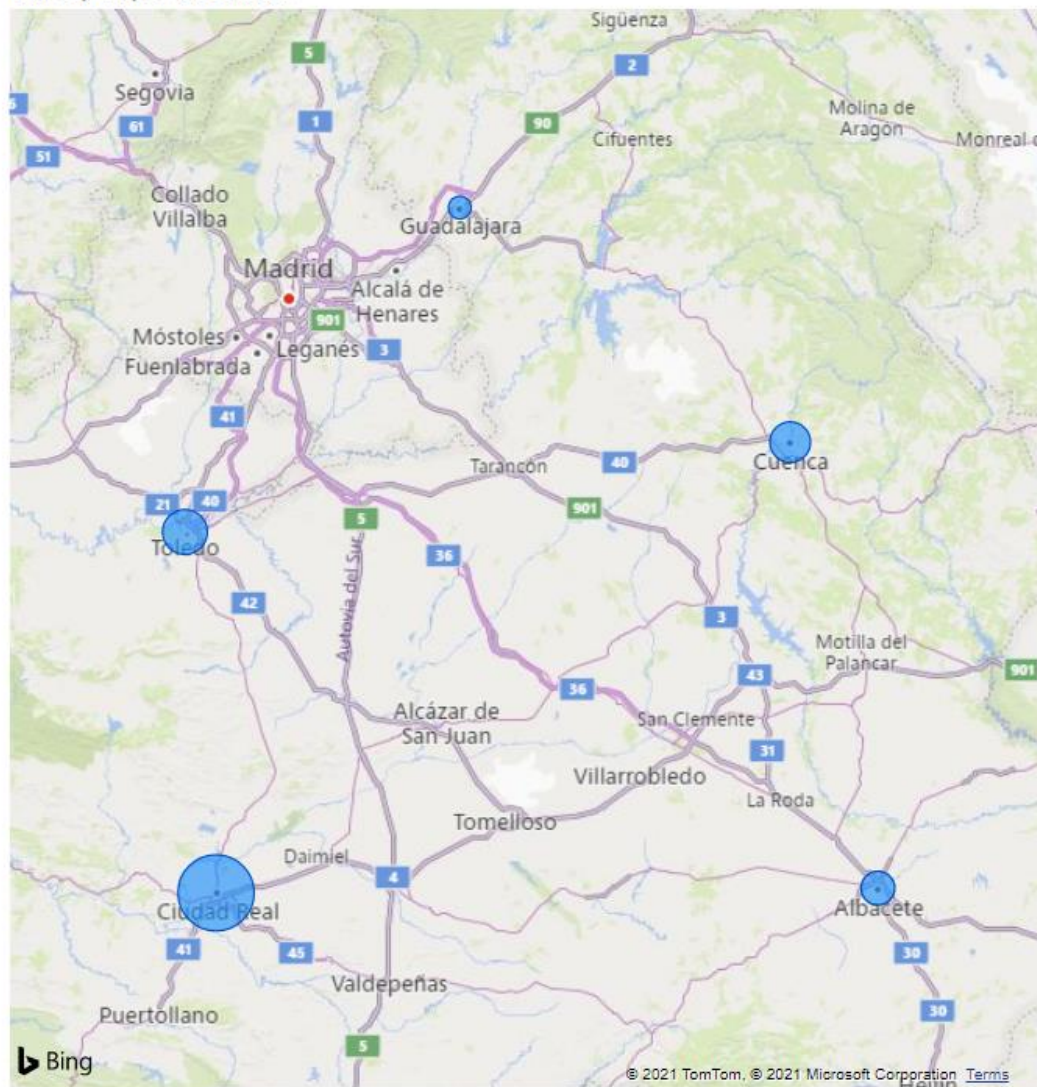 Sigüenza
5
2
Segovia
6
61
1
90
Molina de
Aragón
Cifuentes
Monreal d
51
Collado
Villalba
Guadalajara
Madrid
Alcalá de
Henares
901
Móstoles
Leganés
3
Fuenlabrada
41
Cuenca
Tarancón
40
21
40
901
5
Toledo
36
Autovia del Sur
42
3
Motilla del
Palancar
901
43
36
Alcázar de
San Juan
San Clemente
31
Villarrobledo
La Roda
Tomelloso
Daimiel
4
Ciudad Real
Albacete
41
45
30
Valdepeñas
Puertollano
30
5
Bing
© 2021 TomTom, © 2021 Microsoft Corporation Terms